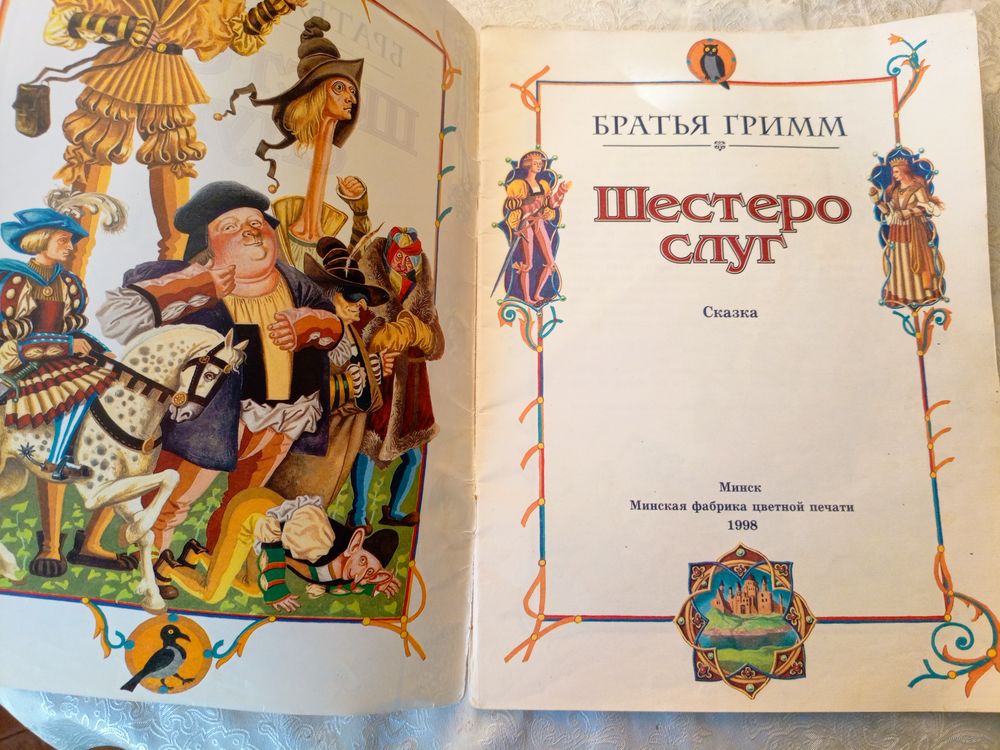 БРАТЬЯ ГРИММ
Шестеро
слуг
Сказка
Минск
Минская фабрика цветной печати
1998